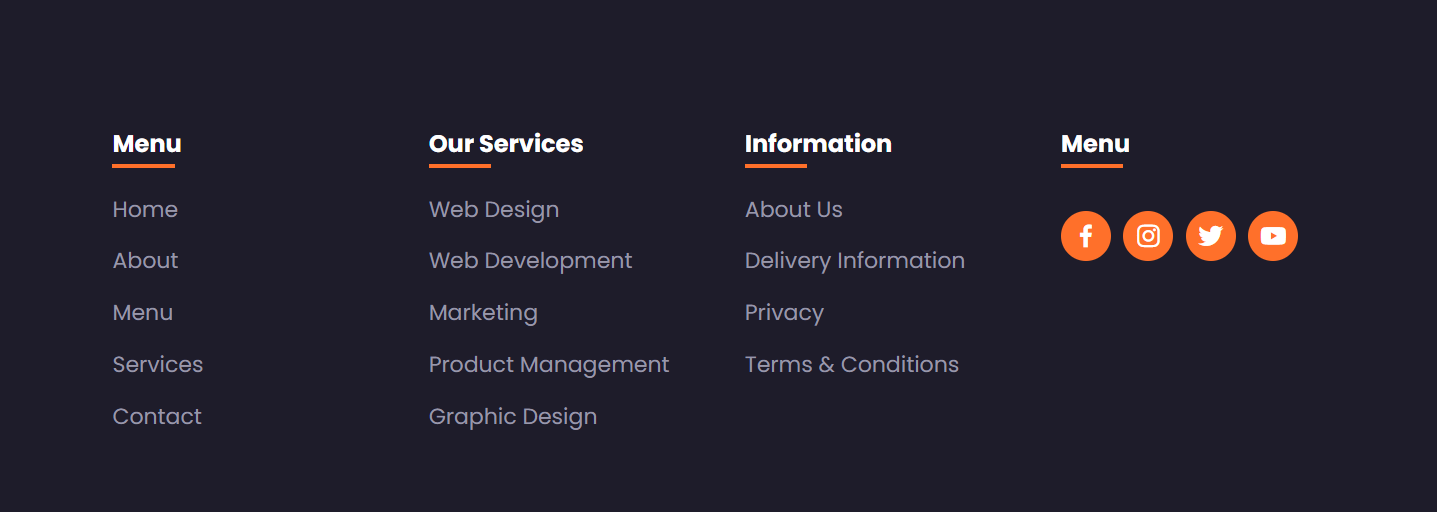 Menu
Home
About
Menu
Services
Contact
Our Services
Web Design
Web Development
Marketing
Product Management
Graphic Design
Information
About Us
Delivery Information
Privacy
Terms & Conditions
Menu